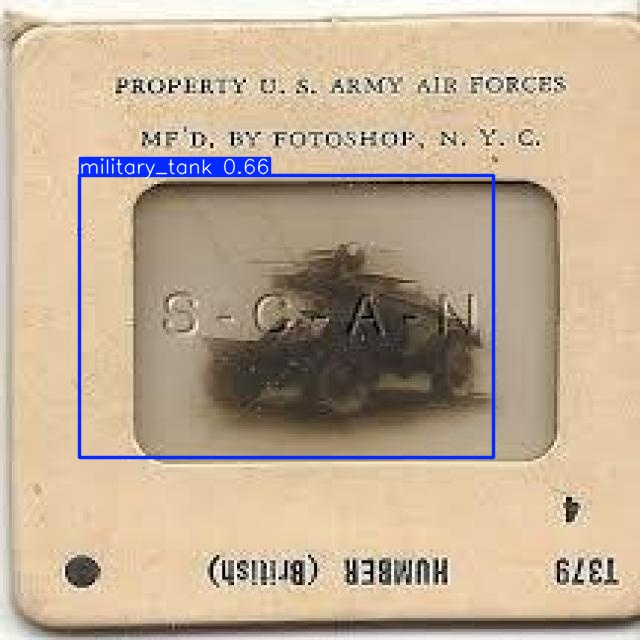 PROPERTY U. S. ARMY AIR FORCES
MF'D. BY FOTOSHOP, N. Y. C.
military_tank 0.66
S-C-A-N
4
T379 HUMBER (British)